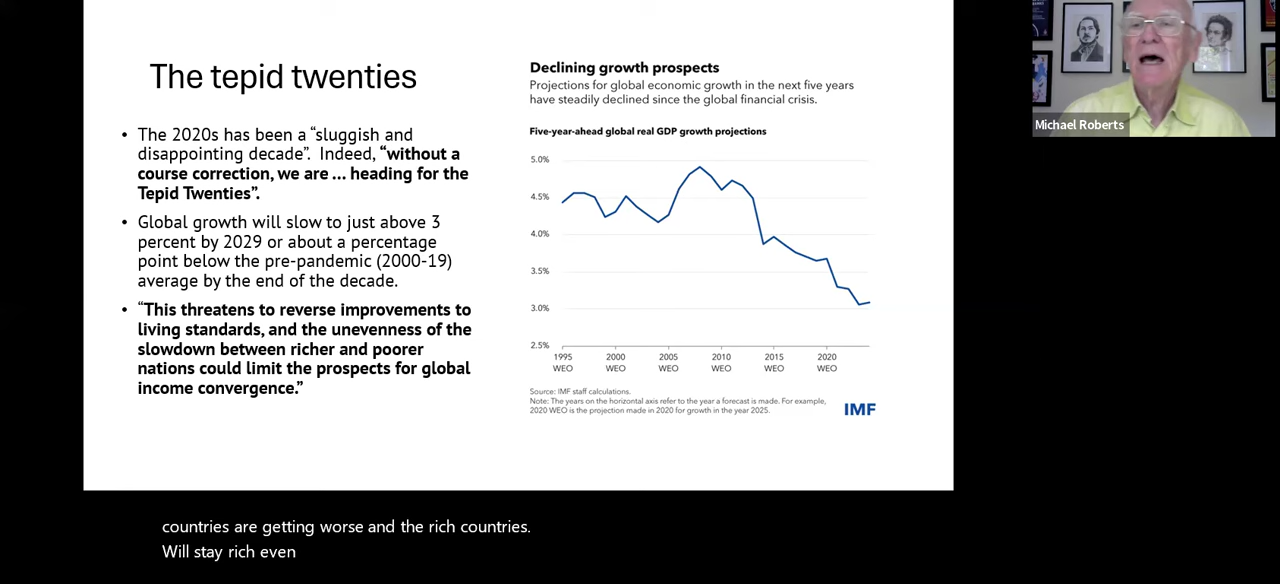 The tepid twenties
• The 2020s has been a “sluggish and
disappointing decade”. Indeed, “without a
course correction, we are ... heading for the
Tepid Twenties”.
• Global growth will slow to just above 3
percent by 2029 or about a percentage
point below the pre-pandemic (2000-19)
average by the end of the decade.
• “This threatens to reverse improvements to
living standards, and the unevenness of the
slowdown between richer and poorer
nations could limit the prospects for global
income convergence.”
Declining growth prospects
Projections for global economic growth in the next five years
have steadily declined since the global financial crisis.
Five-year-ahead global real GDP growth projections
5.0%
4.5%
4.0%
3.5%
3.0%
2.5%
1995 2000 2005 2010 2015 2020
WEO WEO WEO WEO WEO WEO
Source: IMF staff calculations.
Note: The years on the horizontal axis refer to the year a forecast is made. For example,
2020 WEO is the projection made in 2020 for growth in the year 2025.
IMF
Michael Roberts
countries are getting worse and the rich countries.
Will stay rich even